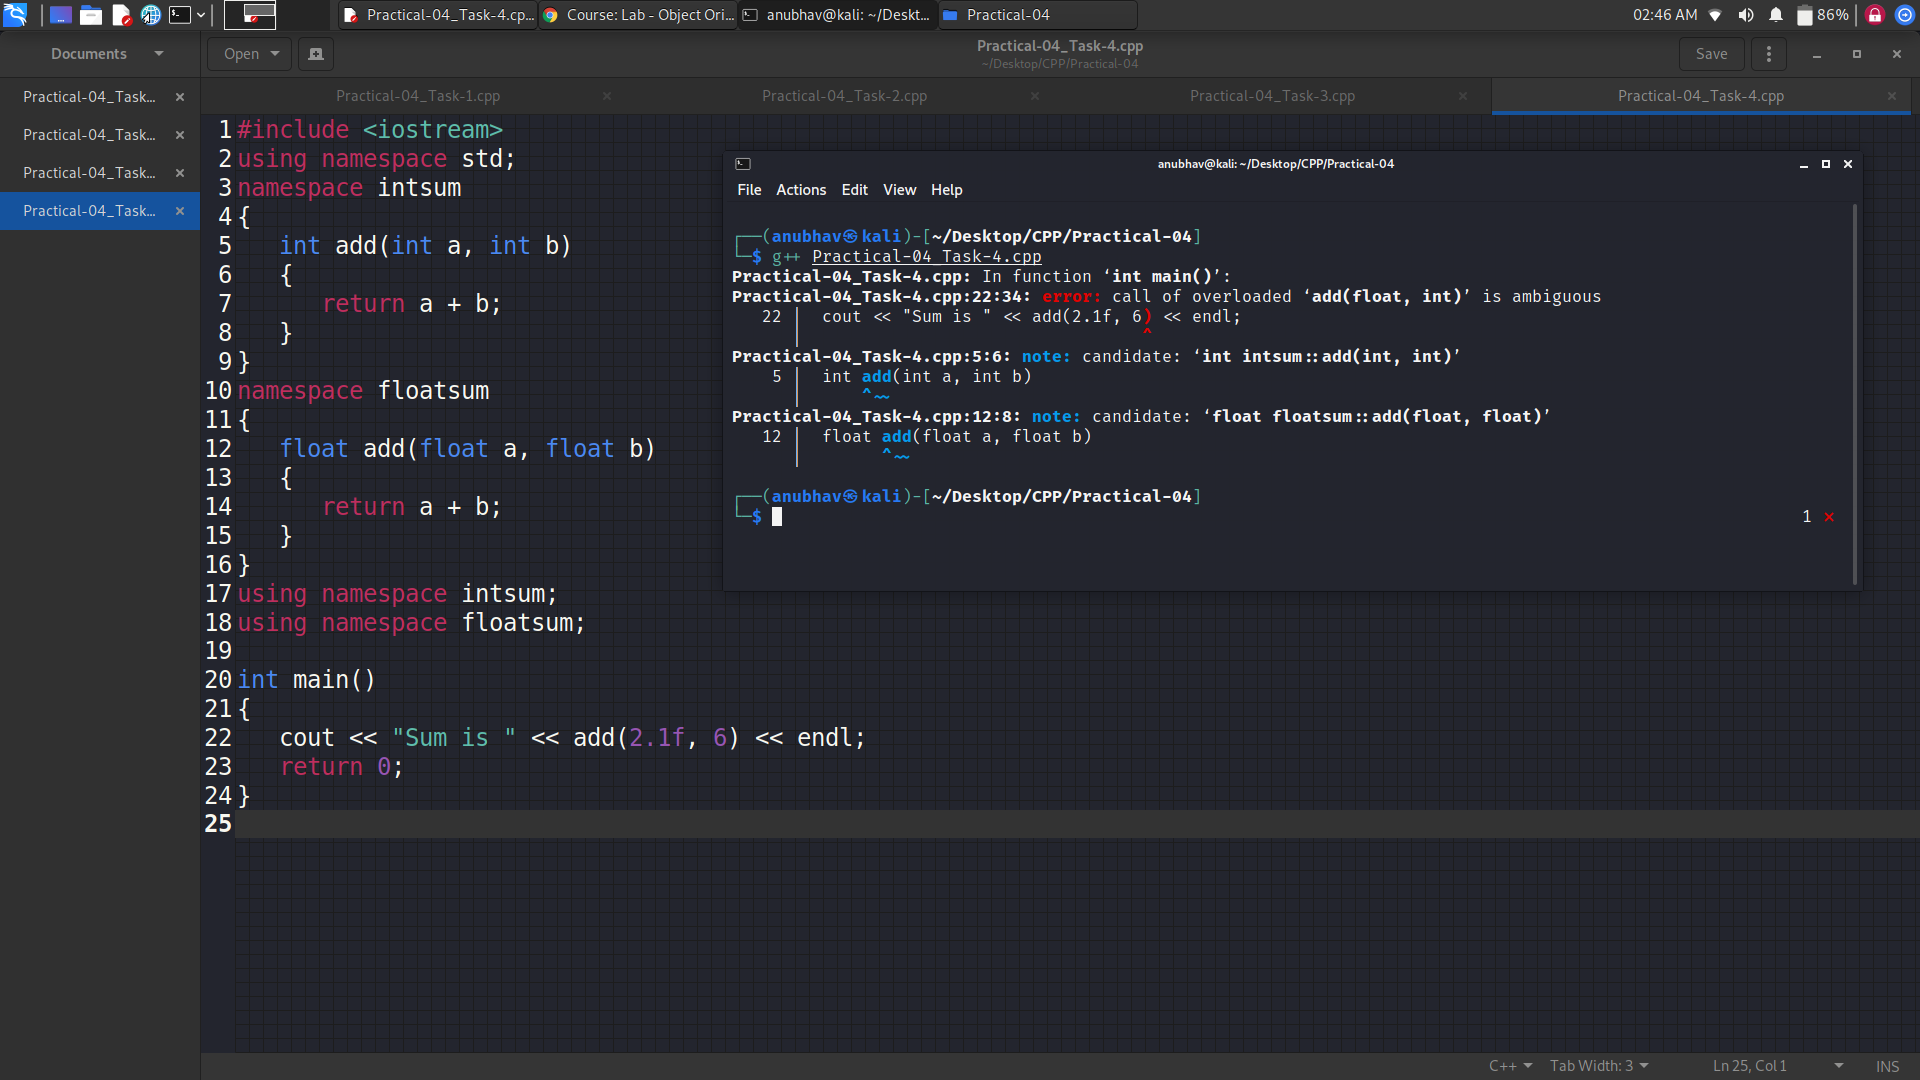 Practical-04_Task-4.cp...
Course: Lab - Object Ori...
anubhav@kali: ~/Deskt...
Practical-04
02:46 AM
86%
Documents
Open
Practical-04_Task-4.cpp
~/Desktop/CPP/Practical-04
Save
Practical-04_Task...
Practical-04_Task...
Practical-04_Task...
Practical-04_Task...
Practical-04_Task-1.cpp
Practical-04_Task-2.cpp
Practical-04_Task-3.cpp
Practical-04_Task-4.cpp
1 #include <iostream>
2 using namespace std;
3 namespace intsum
4 {
5    int add(int a, int b)
6    {
7       return a + b;
8    }
9 }
10 namespace floatsum
11 {
12    float add(float a, float b)
13    {
14       return a + b;
15    }
16 }
17 using namespace intsum;
18 using namespace floatsum;
19
20 int main()
21 {
22    cout << "Sum is " << add(2.1f, 6) << endl;
23    return 0;
24 }
25
anubhav@kali: ~/Desktop/CPP/Practical-04
File Actions Edit View Help
┌──(anubhav㉿kali)-[~/Desktop/CPP/Practical-04]
└─$ g++ Practical-04_Task-4.cpp
Practical-04_Task-4.cpp: In function ‘int main()’:
Practical-04_Task-4.cpp:22:34: error: call of overloaded ‘add(float, int)’ is ambiguous
   22 |  cout << "Sum is " << add(2.1f, 6) << endl;
      |                                  ^
Practical-04_Task-4.cpp:5:6: note: candidate: ‘int intsum::add(int, int)’
    5 |  int add(int a, int b)
      |      ^~~
Practical-04_Task-4.cpp:12:8: note: candidate: ‘float floatsum::add(float, float)’
   12 |  float add(float a, float b)
      |        ^~~
┌──(anubhav㉿kali)-[~/Desktop/CPP/Practical-04]
└─$
1 ⨯
C++
Tab Width: 3
Ln 25, Col 1
INS